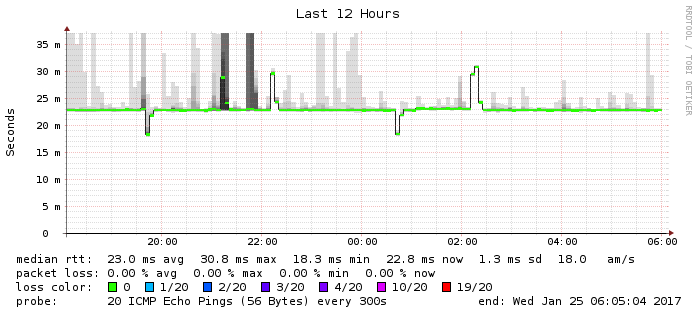 Last 12 Hours
RRDTOOL / TOBI OETIKER
Seconds
35 m
30 m
25 m
20 m
15 m
10 m
5 m
0
20:00 22:00 00:00 02:00 04:00 06:00
median rtt: 23.0 ms avg 30.8 ms max 18.3 ms min 22.8 ms now 1.3 ms sd 18.0 am/s
packet loss: 0.00 % avg 0.00 % max 0.00 % min 0.00 % now
loss color: 0 1/20 2/20 3/20 4/20 10/20 19/20
probe: 20 ICMP Echo Pings (56 Bytes) every 300s end: Wed Jan 25 06:05:04 2017